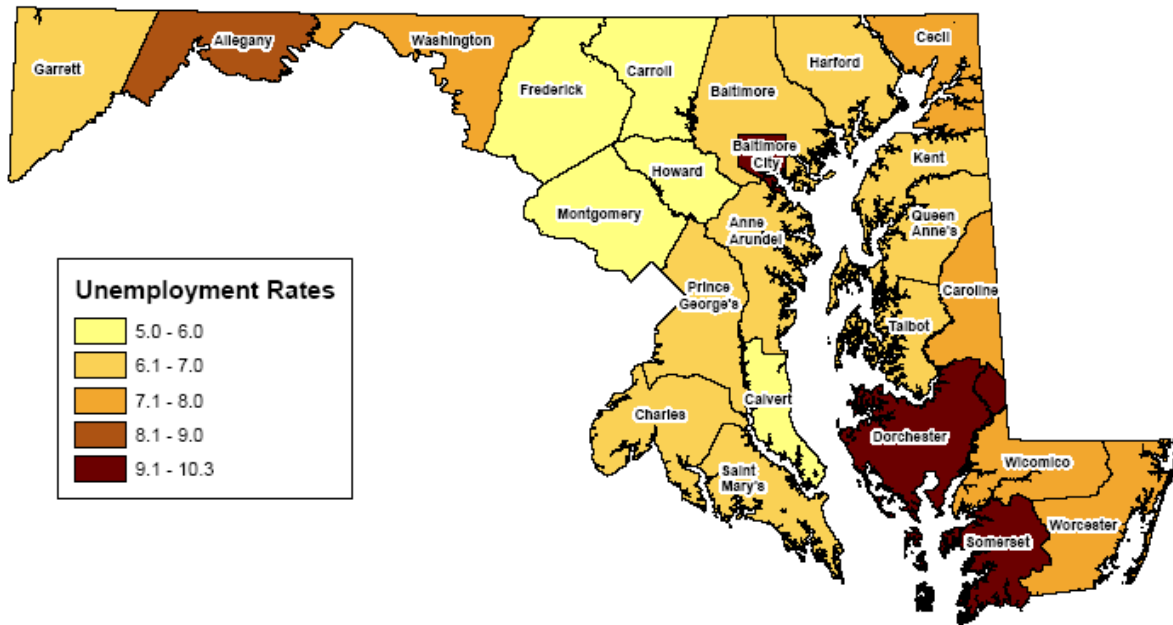 Garrett
Allegany
Washington
Frederick
Carroll
Baltimore
Harford
Cecil
Baltimore
City
Howard
Montgomery
Kent
Queen
Anne's
Anne
Arundel
Prince
George's
Caroline
Talbot
Calvert
Charles
Saint
Mary's
Dorchester
Wicomico
Worcester
Somerset
Unemployment Rates
5.0 - 6.0
6.1 - 7.0
7.1 - 8.0
8.1 - 9.0
9.1 - 10.3